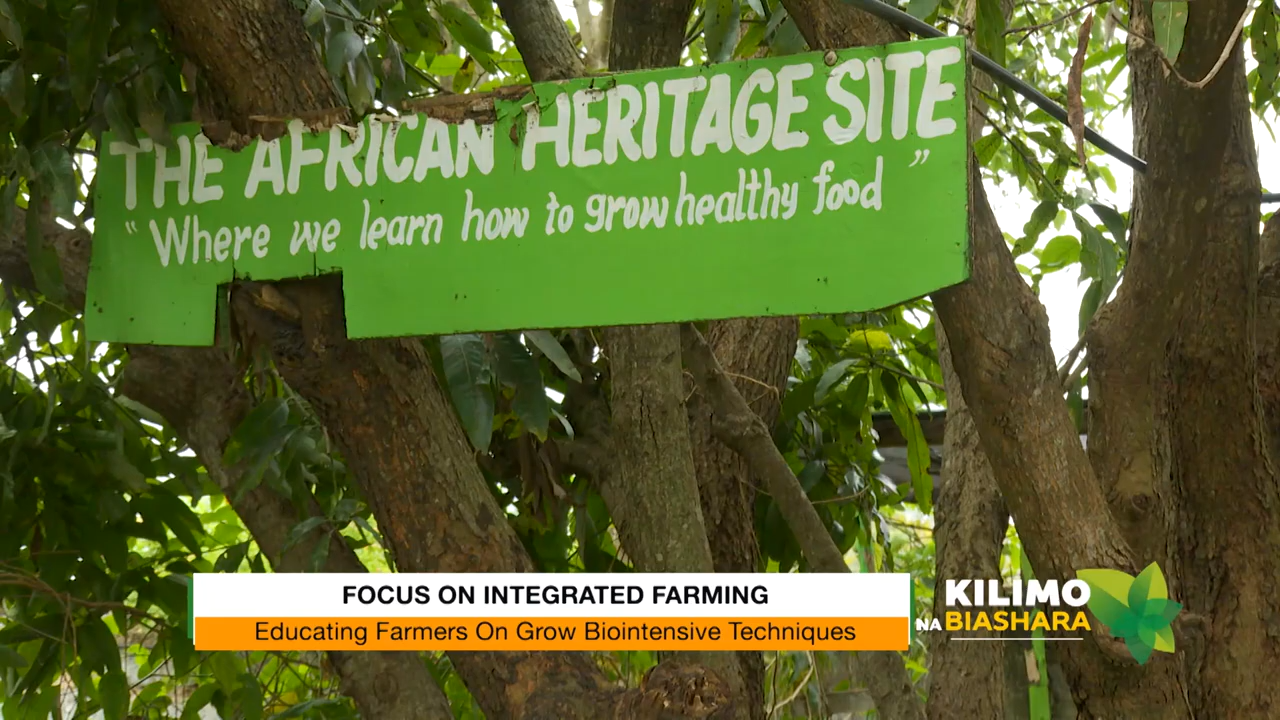 THE AFRICAN HERITAGE SITE
“Where we learn how to grow healthy food”
FOCUS ON INTEGRATED FARMING
Educating Farmers On Grow Biointensive Techniques
KILIMO
NA BIASHARA